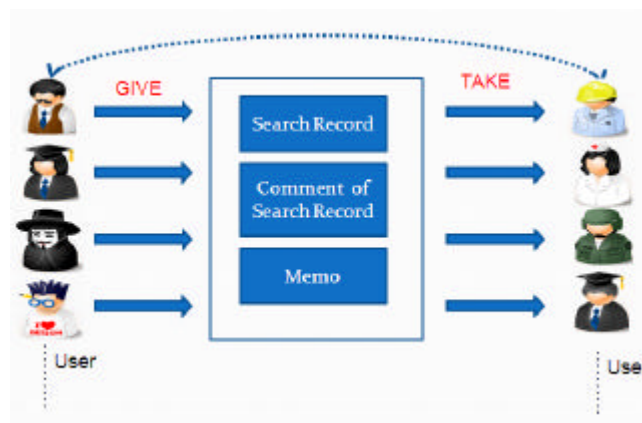 GIVE
TAKE
Search Record
Comment of
Search Record
Memo
I ❤
User
Use